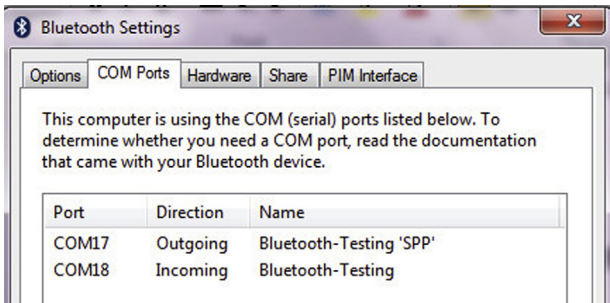 Bluetooth Settings
Options COM Ports Hardware Share PIM Interface
This computer is using the COM (serial) ports listed below. To
determine whether you need a COM port, read the documentation
that came with your Bluetooth device.
Port Direction Name
COM17 Outgoing Bluetooth-Testing 'SPP'
COM18 Incoming Bluetooth-Testing